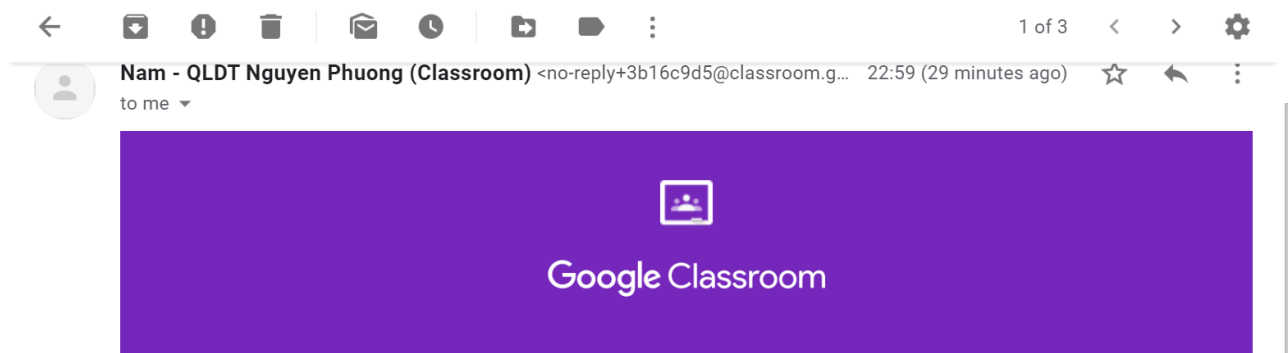 1 of 3
Nam - QLDT Nguyen Phuong (Classroom) <no-reply+3b16c9d5@classroom.g... 22:59 (29 minutes ago)
to me
Google Classroom